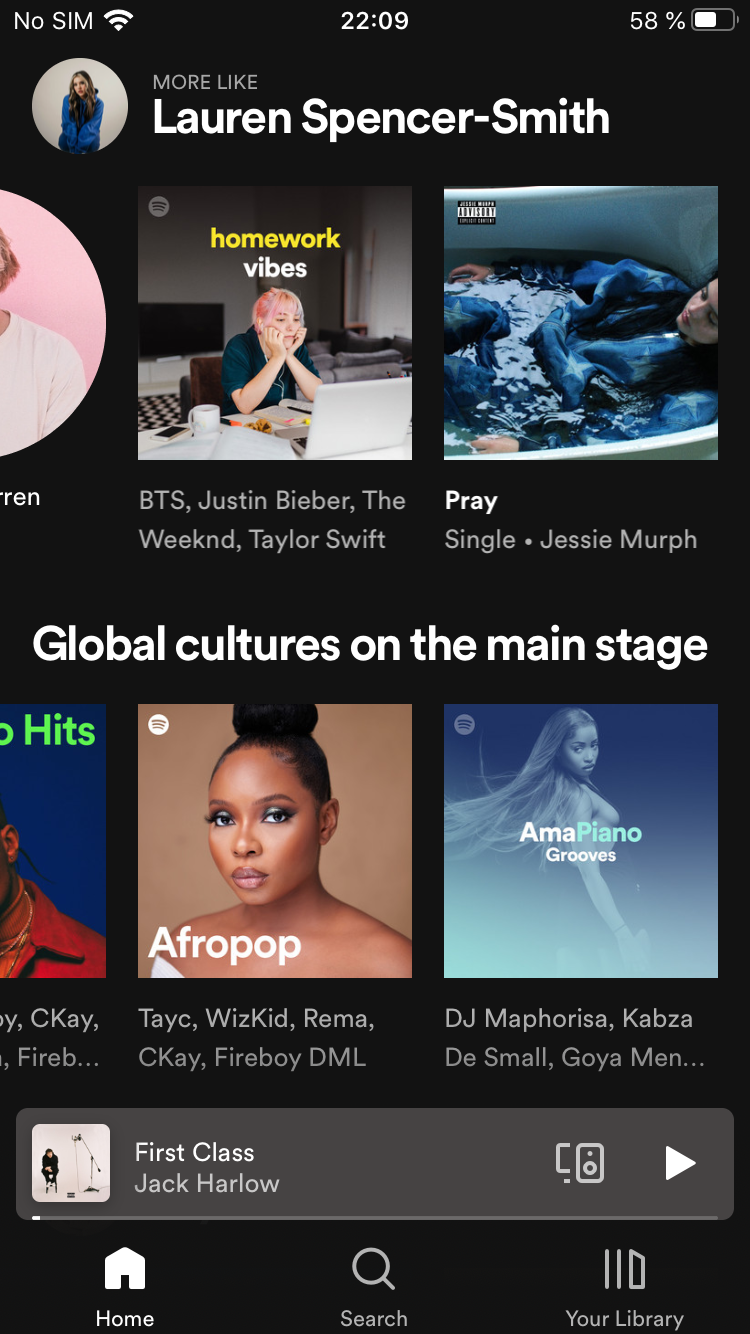 No SIM 22:09 58 %
MORE LIKE
Lauren Spencer-Smith
homework
vibes
JESSIE MURPH
ADVISORY
EXPLICIT CONTENT
rren
BTS, Justin Bieber, The
Weeknd, Taylor Swift
Pray
Single • Jessie Murph
Global cultures on the main stage
o Hits
Afropop
AmaPiano
Grooves
oy, CKay,
, Fireb...
Tayc, WizKid, Rema,
CKay, Fireboy DML
DJ Maphorisa, Kabza
De Small, Goya Men...
First Class
Jack Harlow
Home
Search
Your Library